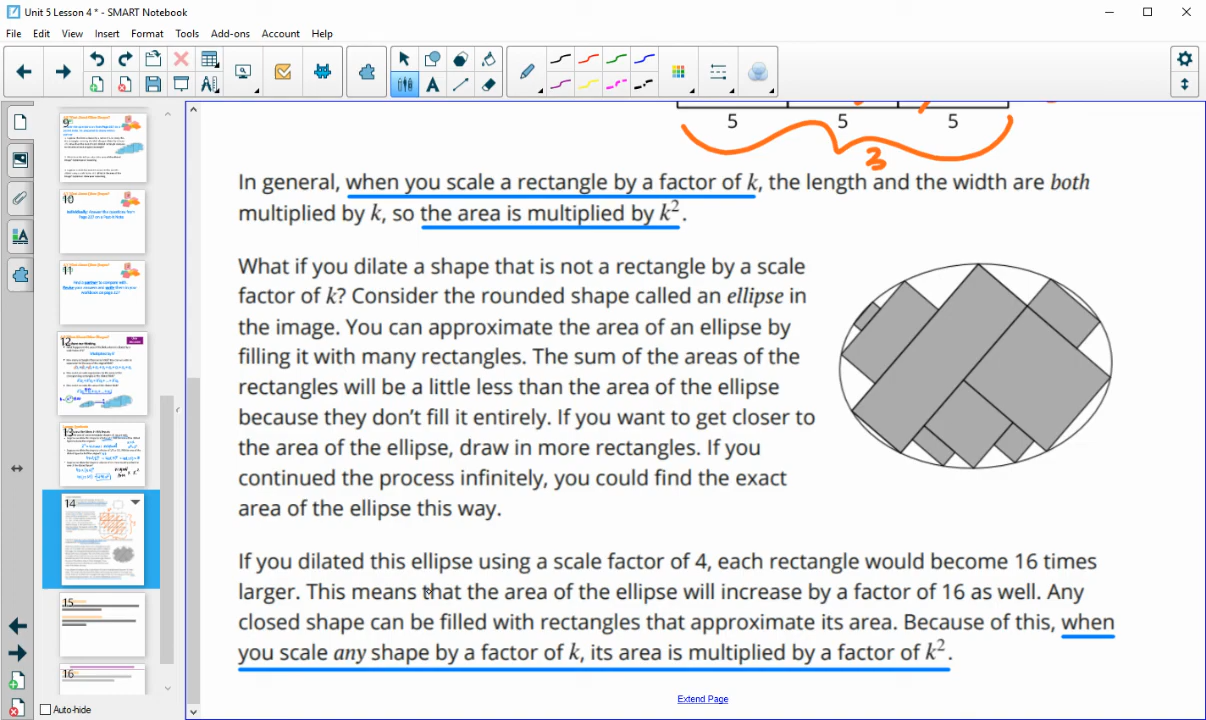 Unit 5 Lesson 4 * - SMART Notebook
File Edit View Insert Format Tools Add-ons Account Help
5 5 5
3
In general, when you scale a rectangle by a factor of k, the length and the width are both
multiplied by k, so the area is multiplied by k².
What if you dilate a shape that is not a rectangle by a scale
factor of k? Consider the rounded shape called an ellipse in
the image. You can approximate the area of an ellipse by
filling it with many rectangles. The sum of the areas of the
rectangles will be a little less than the area of the ellipse
because they don't fill it entirely. If you want to get closer to
the area of the ellipse, draw in more rectangles. If you
continued the process infinitely, you could find the exact
area of the ellipse this way.
If you dilated this ellipse using a scale factor of 4, each rectangle would become 16 times
larger. This means that the area of the ellipse will increase by a factor of 16 as well. Any
closed shape can be filled with rectangles that approximate its area. Because of this, when
you scale any shape by a factor of k, its area is multiplied by a factor of k².
Extend Page
9
10
11
12
13
14
15
16
Auto-hide